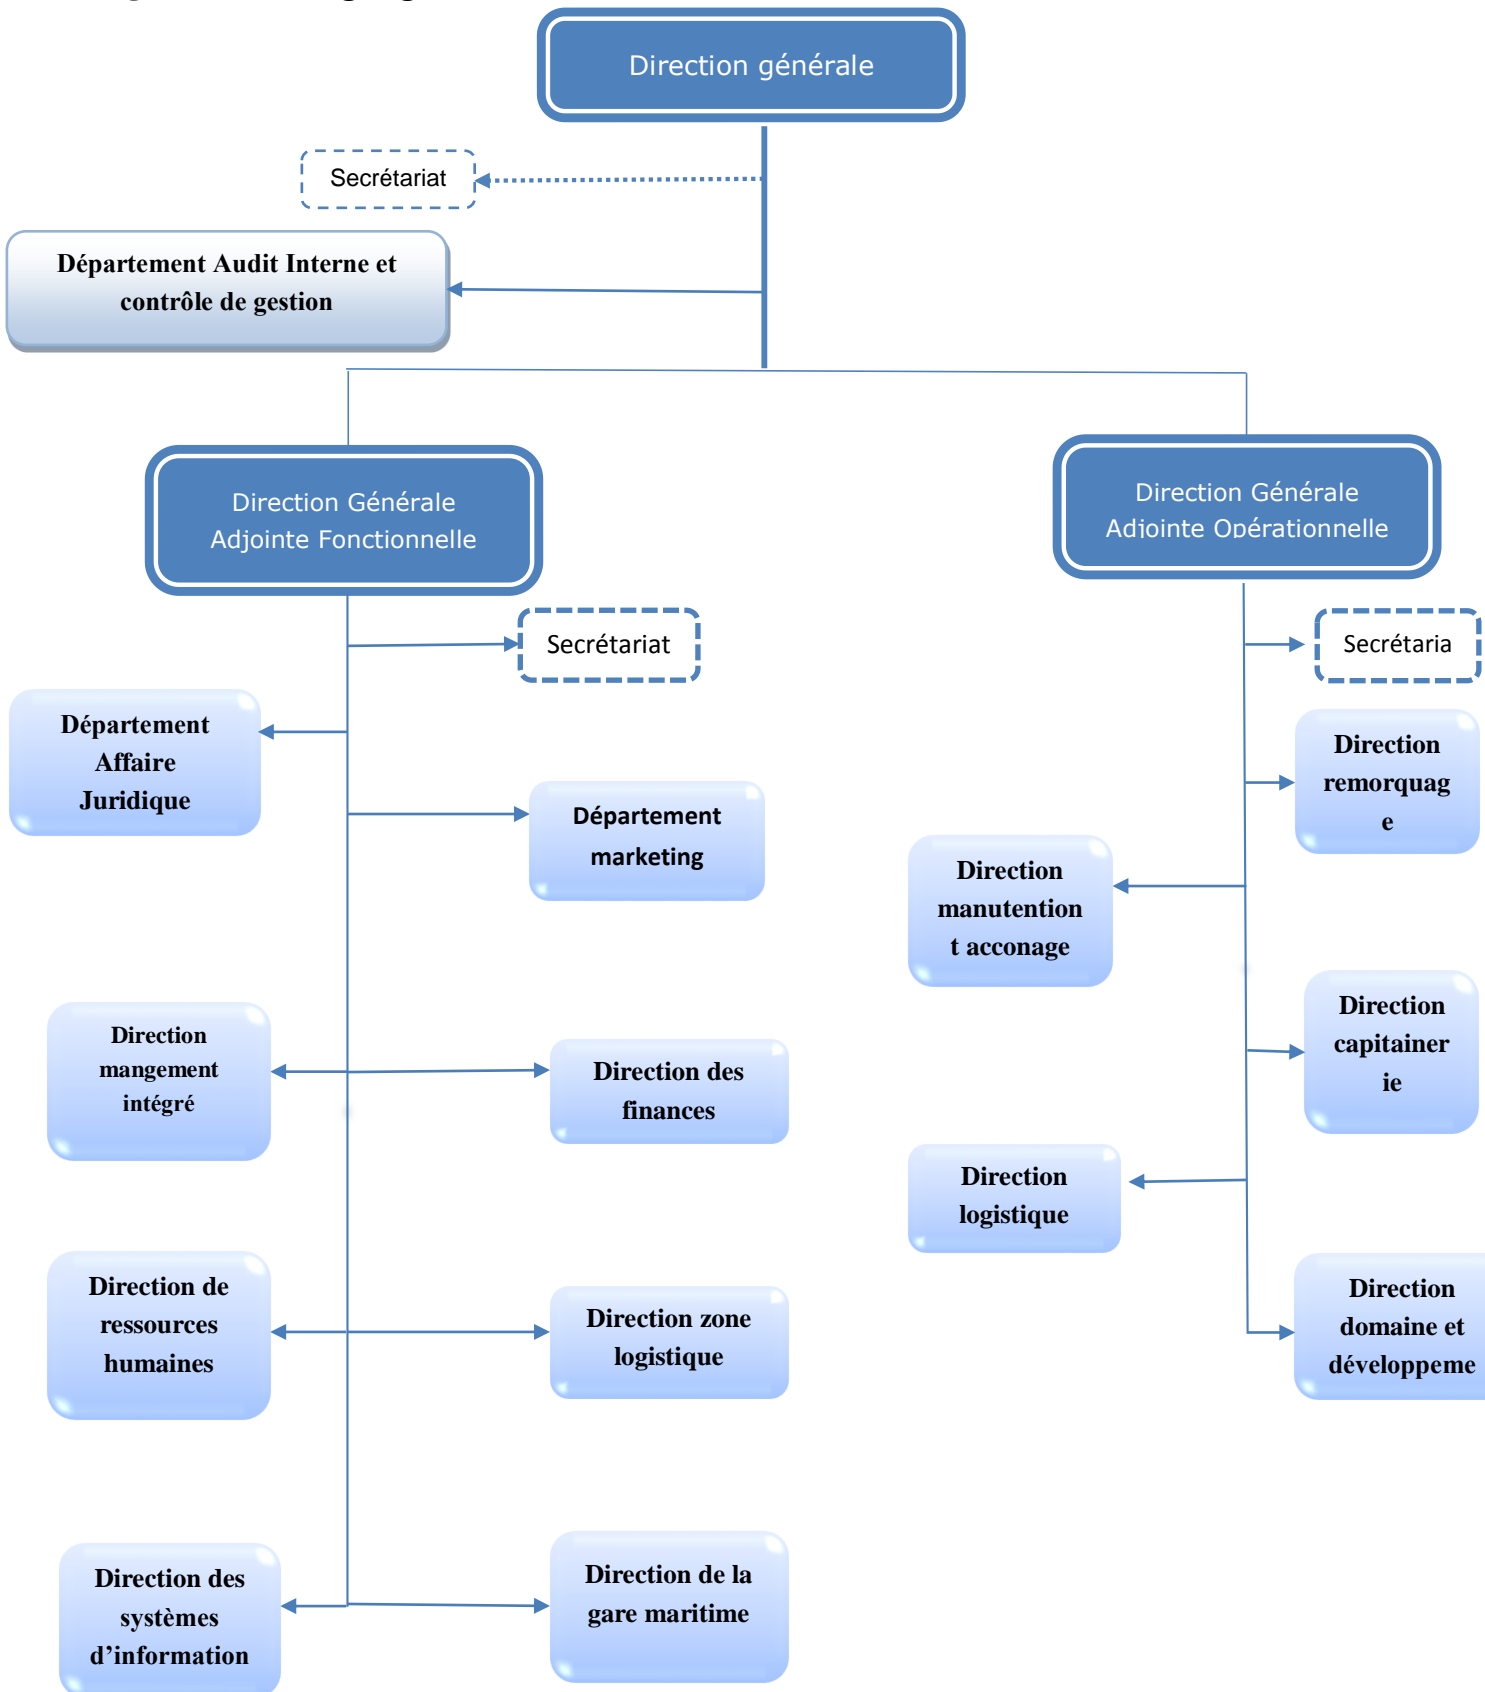 Direction générale
Secrétariat
Département Audit Interne et
contrôle de gestion
Direction Générale
Adjointe Fonctionnelle
Direction Générale
Adjointe Opérationnelle
Secrétariat
Secrétaria
Département
Affaire
Juridique
Direction
remorquag
e
Département
marketing
Direction
manutention
t acconage
Direction
capitainer
ie
Direction
mangement
intégré
Direction des
finances
Direction
logistique
Direction de
ressources
humaines
Direction zone
logistique
Direction
domaine et
développeme
Direction des
systèmes
d’information
Direction de la
gare maritime